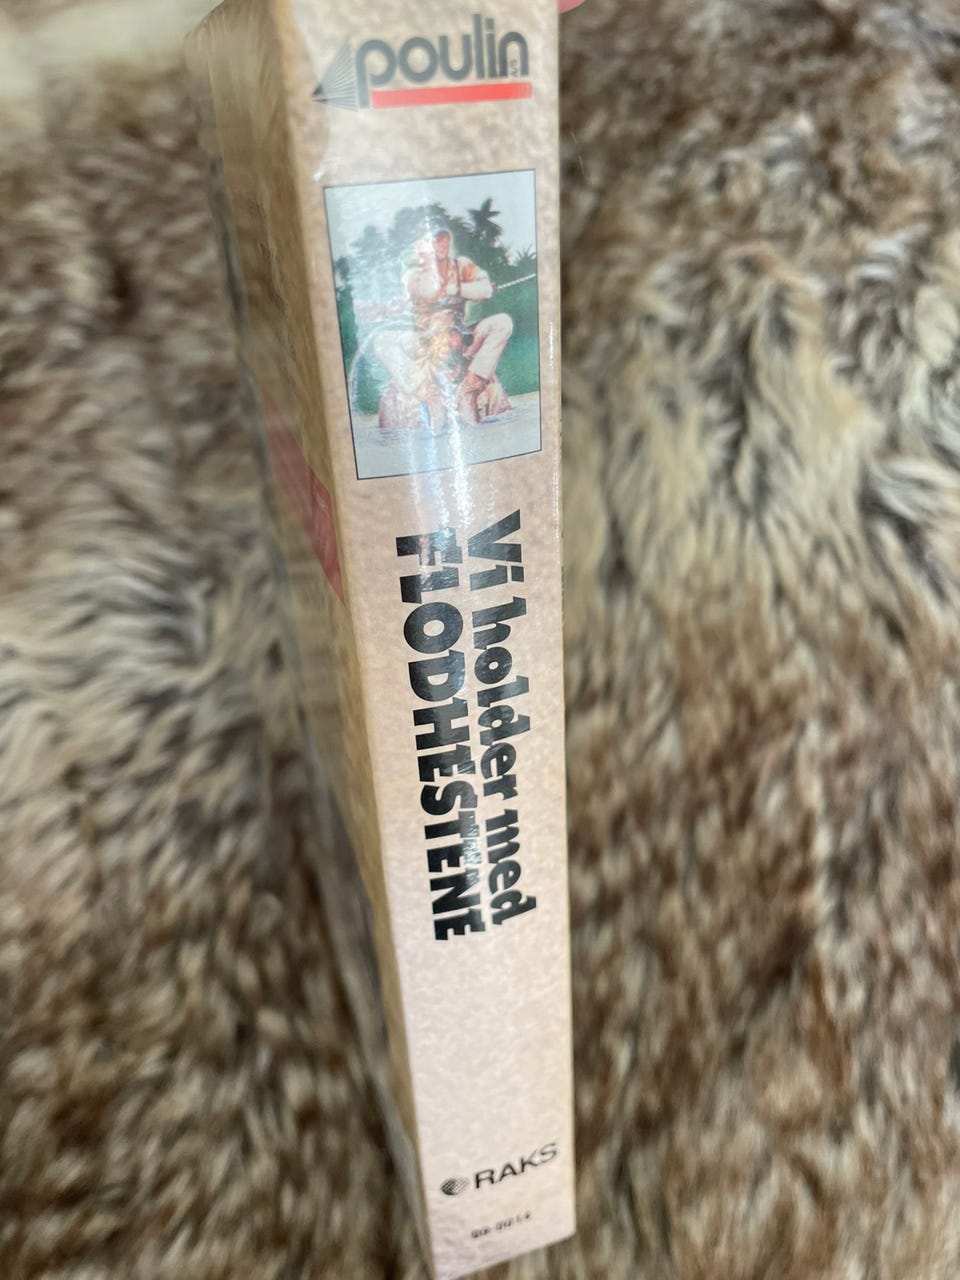 poulin A/S
Vi holder med
FLODHESTENE
RAKS